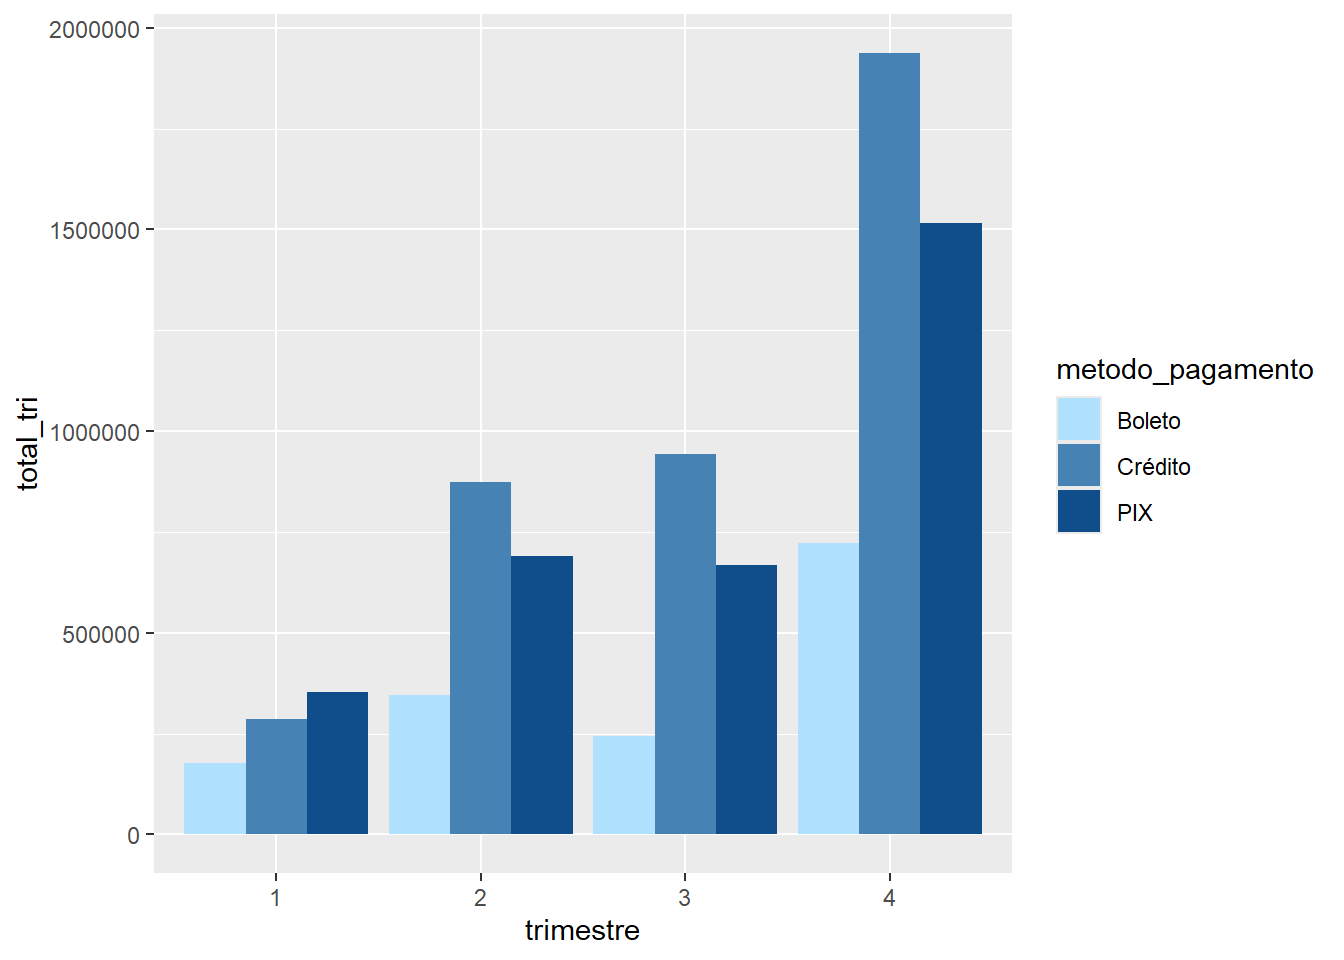 2000000
1500000
1000000
500000
0
total_tri
1
2
3
4
trimestre
metodo_pagamento
Boleto
Crédito
PIX